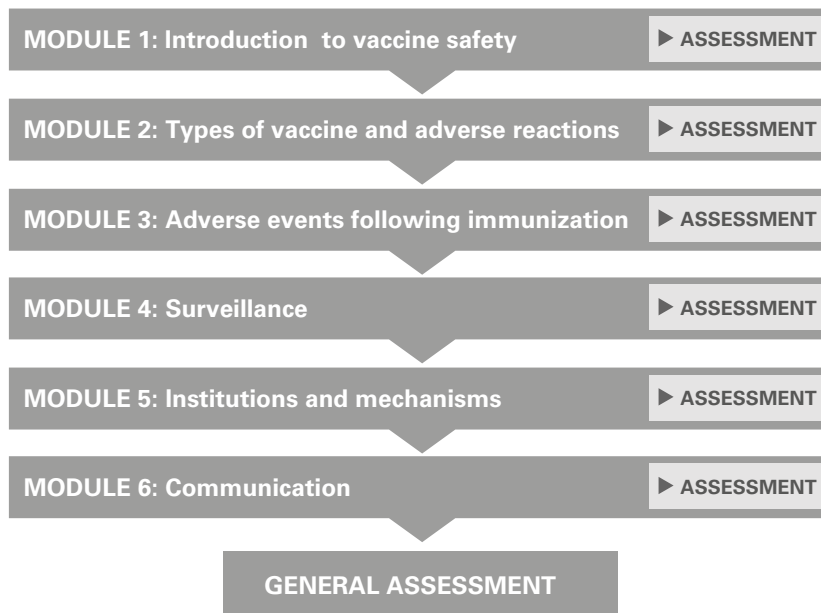 MODULE 1: Introduction to vaccine safety
▶ ASSESSMENT
MODULE 2: Types of vaccine and adverse reactions
▶ ASSESSMENT
MODULE 3: Adverse events following immunization
▶ ASSESSMENT
MODULE 4: Surveillance
▶ ASSESSMENT
MODULE 5: Institutions and mechanisms
▶ ASSESSMENT
MODULE 6: Communication
▶ ASSESSMENT
GENERAL ASSESSMENT